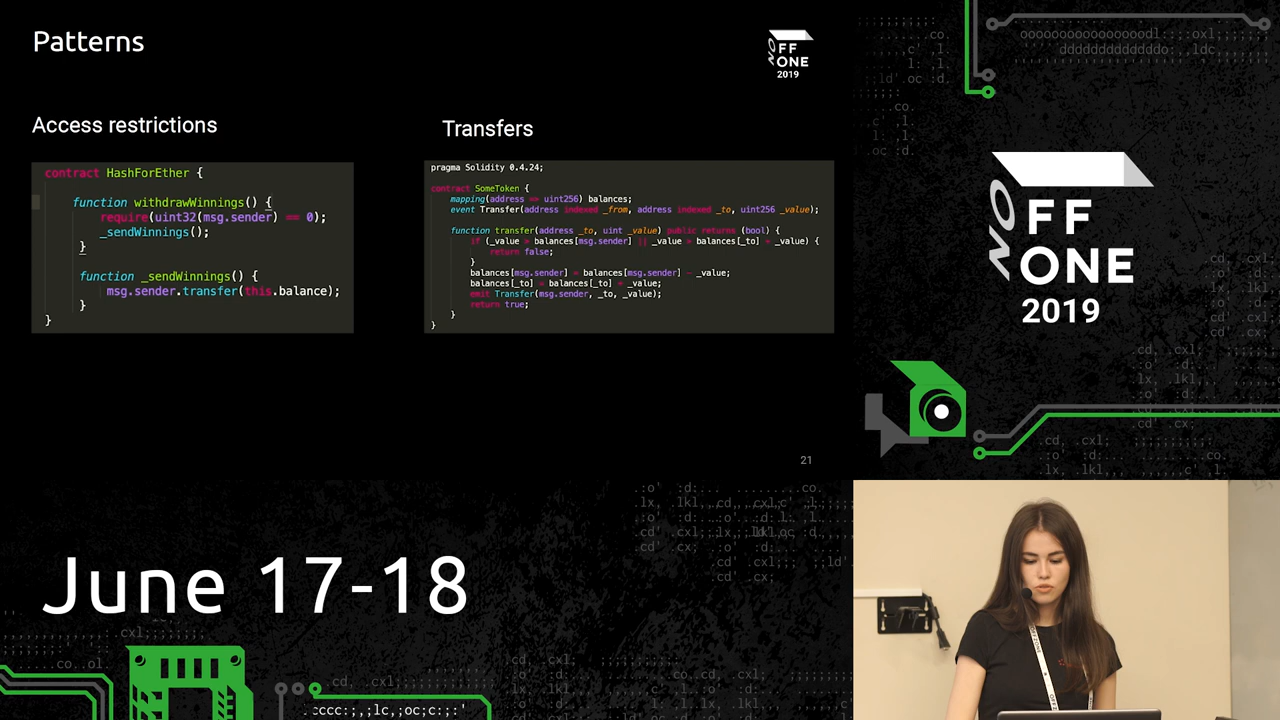 Patterns
NO
OFF
ONE
2019
Access restrictions
contract HashForEther {
function withdrawWinnings() {
require(uint32(msg.sender) == 0);
_sendWinnings();
}
function _sendWinnings() {
msg.sender.transfer(this.balance);
}
}
Transfers
pragma Solidity 0.4.24;
contract SomeToken {
mapping(address => uint256) balances;
event Transfer(address indexed _from, address indexed _to, uint256 _value);
function transfer(address _to, uint _value) public returns (bool) {
if (_value > balances[msg.sender] || _value > balances[_to] + _value) {
return false;
}
balances[msg.sender] = balances[msg.sender] - _value;
balances[_to] = balances[_to] + _value;
emit Transfer(msg.sender, _to, _value);
return true;
}
}
21
NO
FF
ONE
2019
June 17-18